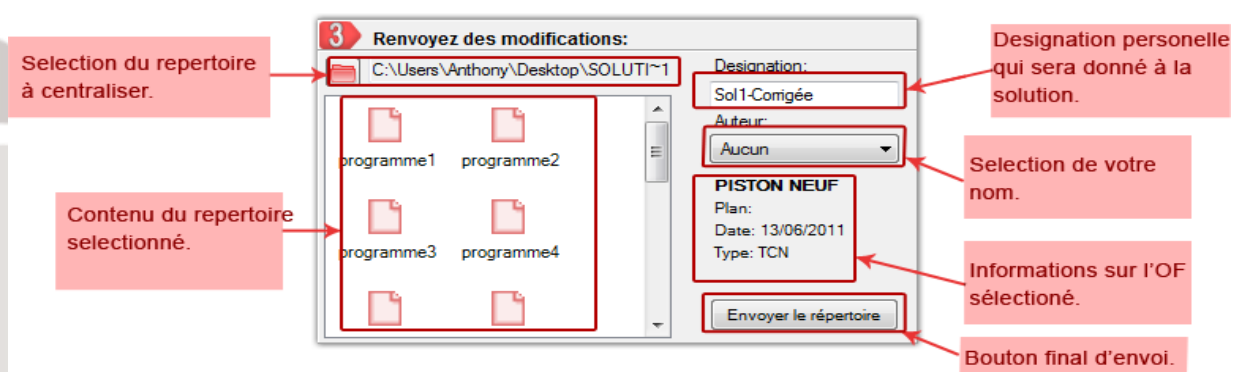 3 Renvoyez des modifications:
Selection du repertoire
à centraliser.
C:\Users\Anthony\Desktop\SOLUTI~1
Designation:
Sol1-Corrigée
Designation personelle
qui sera donné à la
solution.
Auteur:
Aucun
Selection de votre
nom.
programme1 programme2
programme3 programme4
Contenu du repertoire
selectionné.
PISTON NEUF
Plan:
Date: 13/06/2011
Type: TCN
Informations sur l'OF
sélectioné.
Envoyer le répertoire
Bouton final d'envoi.